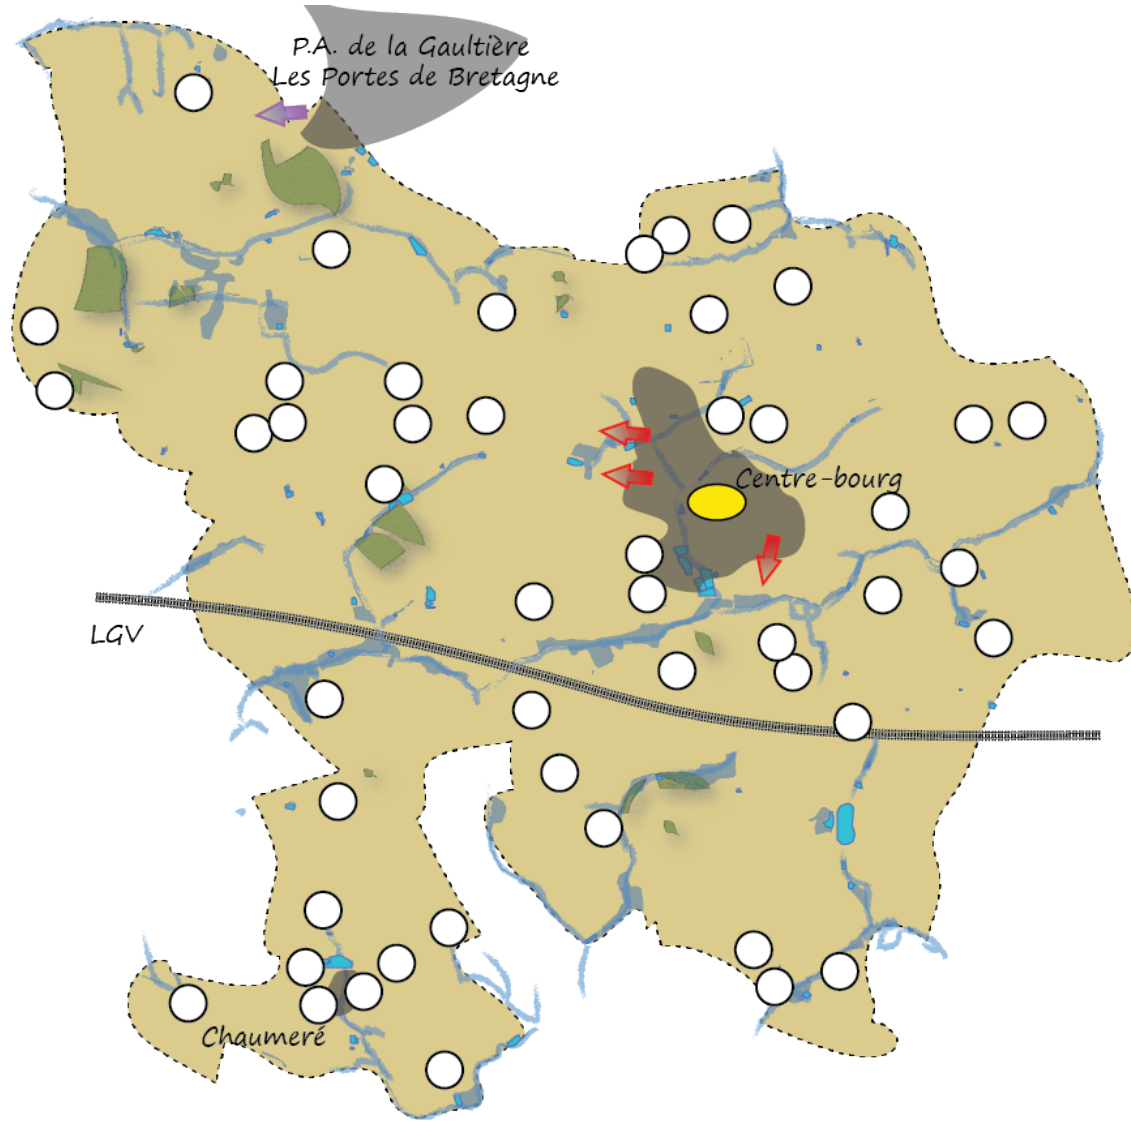 P.A. de la Gaultière
Les Portes de Bretagne
Centre-bourg
LGV
Chaumeré